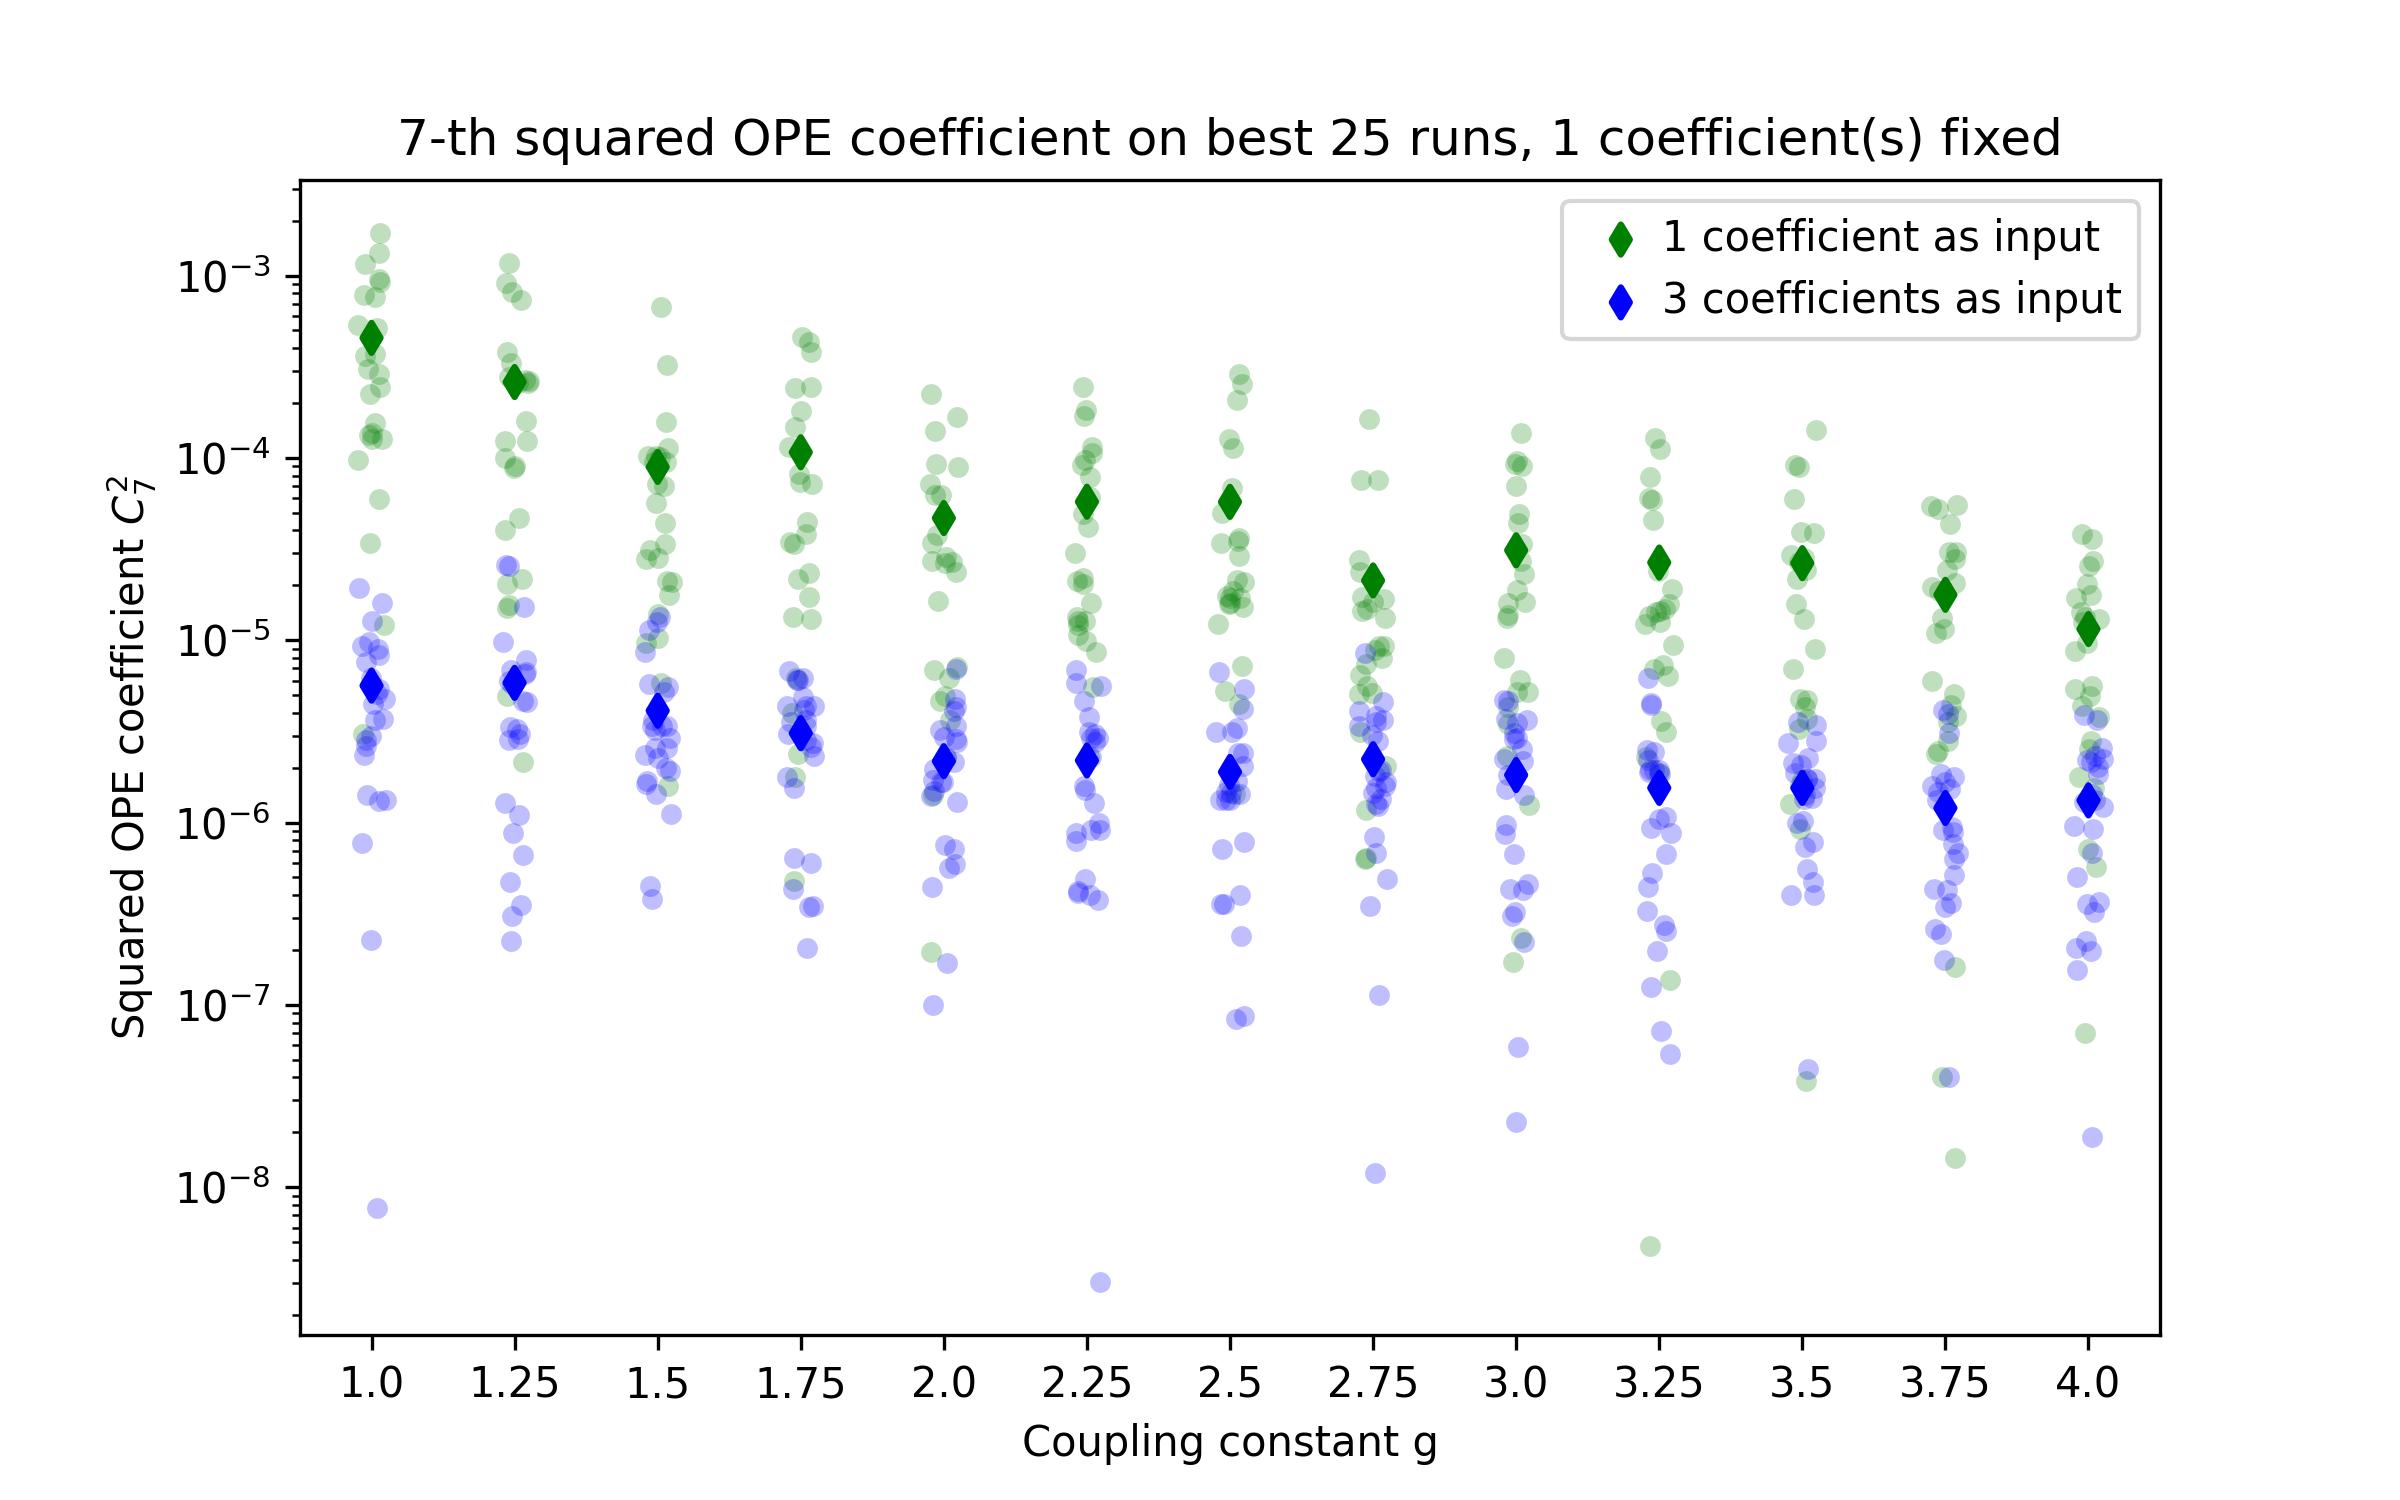 7-th squared OPE coefficient on best 25 runs, 1 coefficient(s) fixed
1 coefficient as input
3 coefficients as input
Squared OPE coefficient $C_7^2$
10⁻³
10⁻⁴
10⁻⁵
10⁻⁶
10⁻⁷
10⁻⁸
1.0 1.25 1.5 1.75 2.0 2.25 2.5 2.75 3.0 3.25 3.5 3.75 4.0
Coupling constant g